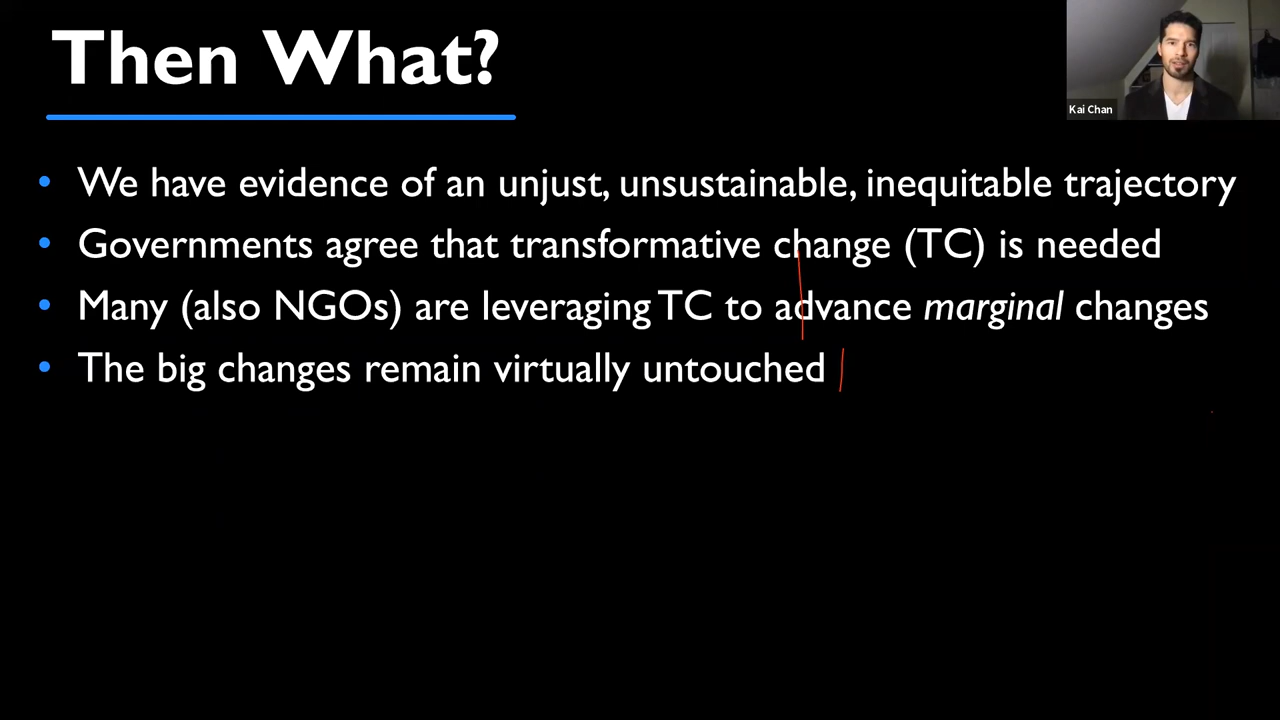 Then What?
Kai Chan
• We have evidence of an unjust, unsustainable, inequitable trajectory
• Governments agree that transformative change (TC) is needed
• Many (also NGOs) are leveraging TC to advance marginal changes
• The big changes remain virtually untouched